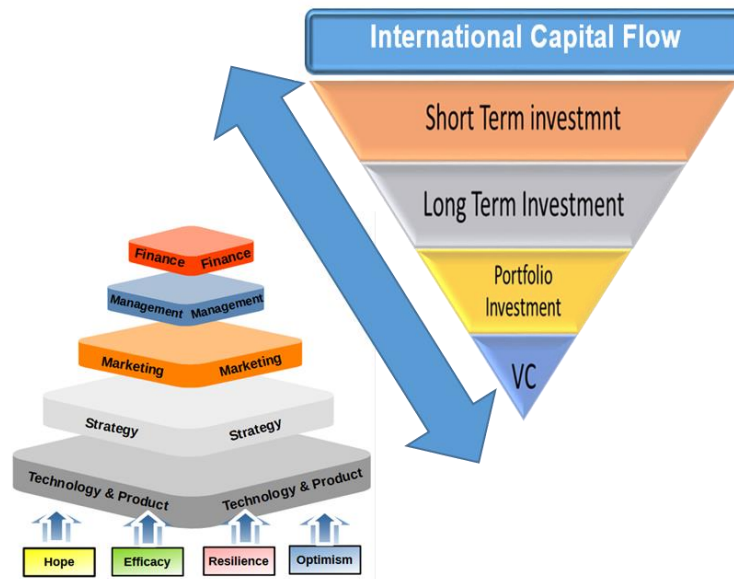 International Capital Flow
Short Term investmnt
Long Term Investment
Portfolio
Investment
VC
Finance Finance
Management Management
Marketing Marketing
Strategy Strategy
Technology & Product Technology & Product
Hope Efficacy Resilience Optimism